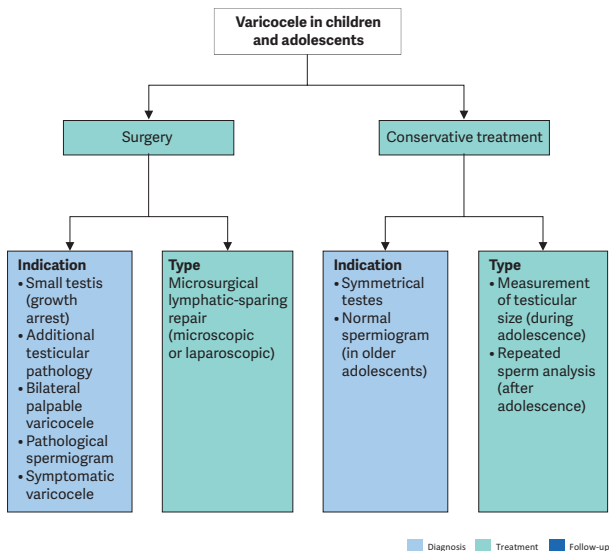 Varicocele in children
and adolescents
Surgery
Conservative treatment
Indication
• Small testis
(growth
arrest)
• Additional
testicular
pathology
• Bilateral
palpable
varicocele
• Pathological
spermiogram
• Symptomatic
varicocele
Type
Microsurgical
lymphatic-sparing
repair
(microscopic
or laparoscopic)
Indication
• Symmetrical
testes
• Normal
spermiogram
(in older
adolescents)
Type
• Measurement
of testicular
size (during
adolescence)
• Repeated
sperm analysis
(after
adolescence)
Diagnosis Treatment Follow-up